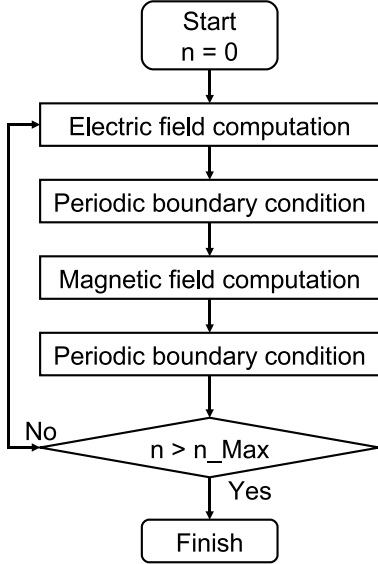 Start
n = 0
Electric field computation
Periodic boundary condition
Magnetic field computation
Periodic boundary condition
No
n > n_Max
Yes
Finish